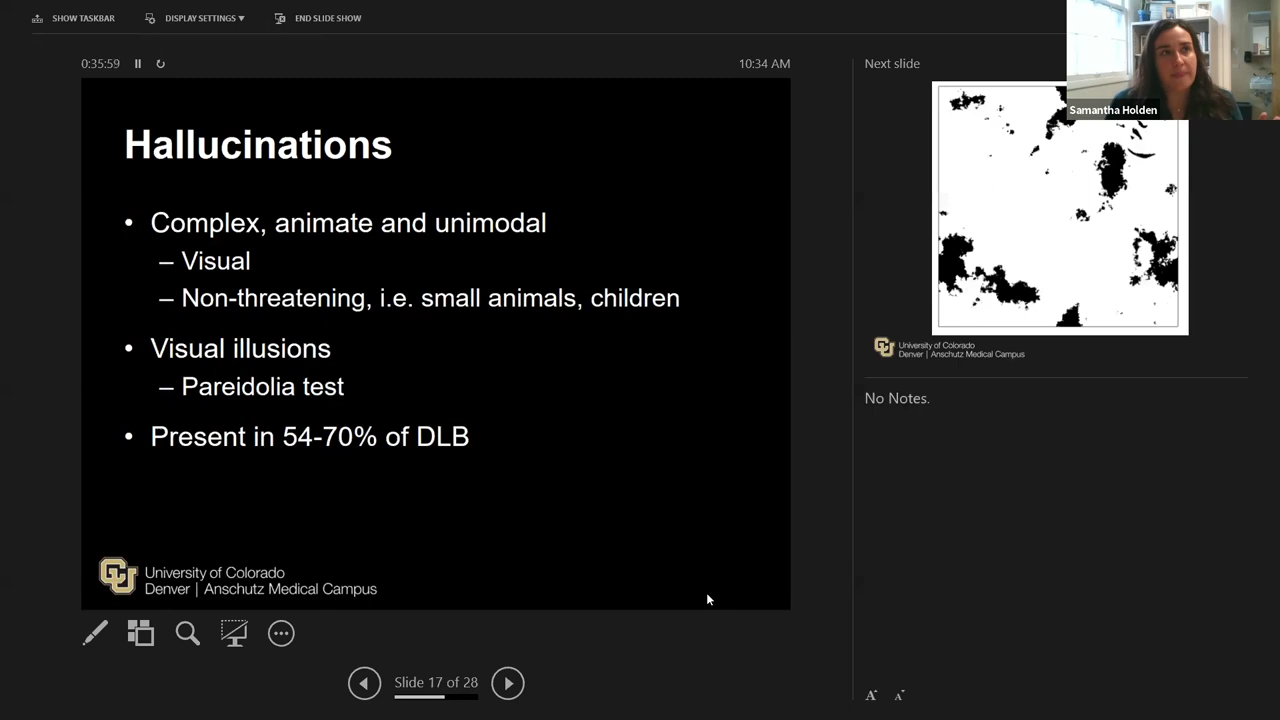 SHOW TASKBAR
DISPLAY SETTINGS ▾
END SLIDE SHOW
0:35:59
10:34 AM
Hallucinations
• Complex, animate and unimodal
– Visual
– Non-threatening, i.e. small animals, children
• Visual illusions
– Pareidolia test
• Present in 54-70% of DLB
CU
University of Colorado
Denver | Anschutz Medical Campus
Slide 17 of 28
Next slide
Samantha Holden
CU
University of Colorado
Denver | Anschutz Medical Campus
No Notes.
A A